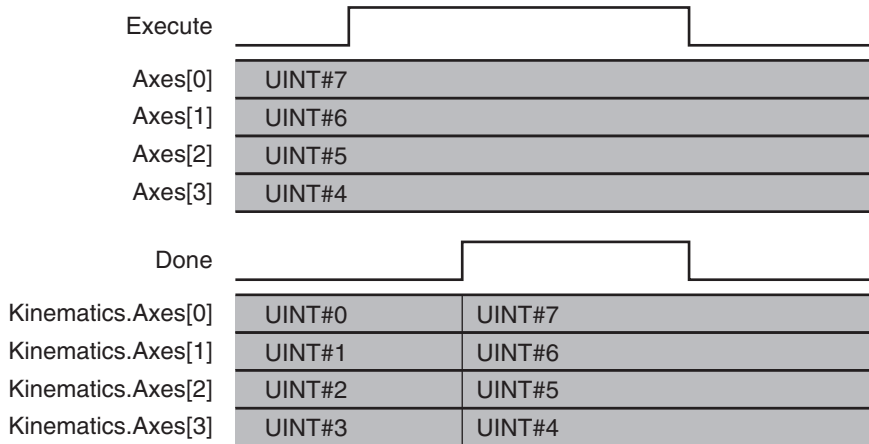 Execute
Axes[0] UINT#7
Axes[1] UINT#6
Axes[2] UINT#5
Axes[3] UINT#4
Done
Kinematics.Axes[0] UINT#0 UINT#7
Kinematics.Axes[1] UINT#1 UINT#6
Kinematics.Axes[2] UINT#2 UINT#5
Kinematics.Axes[3] UINT#3 UINT#4